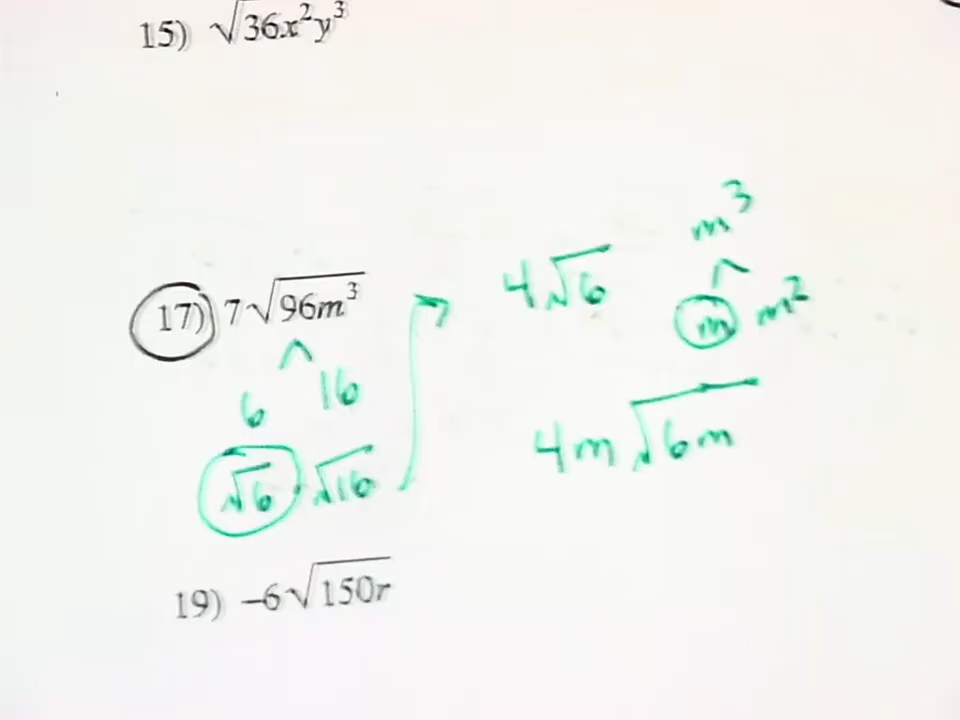 15) √36x²y³
m³
17) 7√96m³ 4√6 m m²
6 16
4m√6m
√6 · √16
19) −6√150r